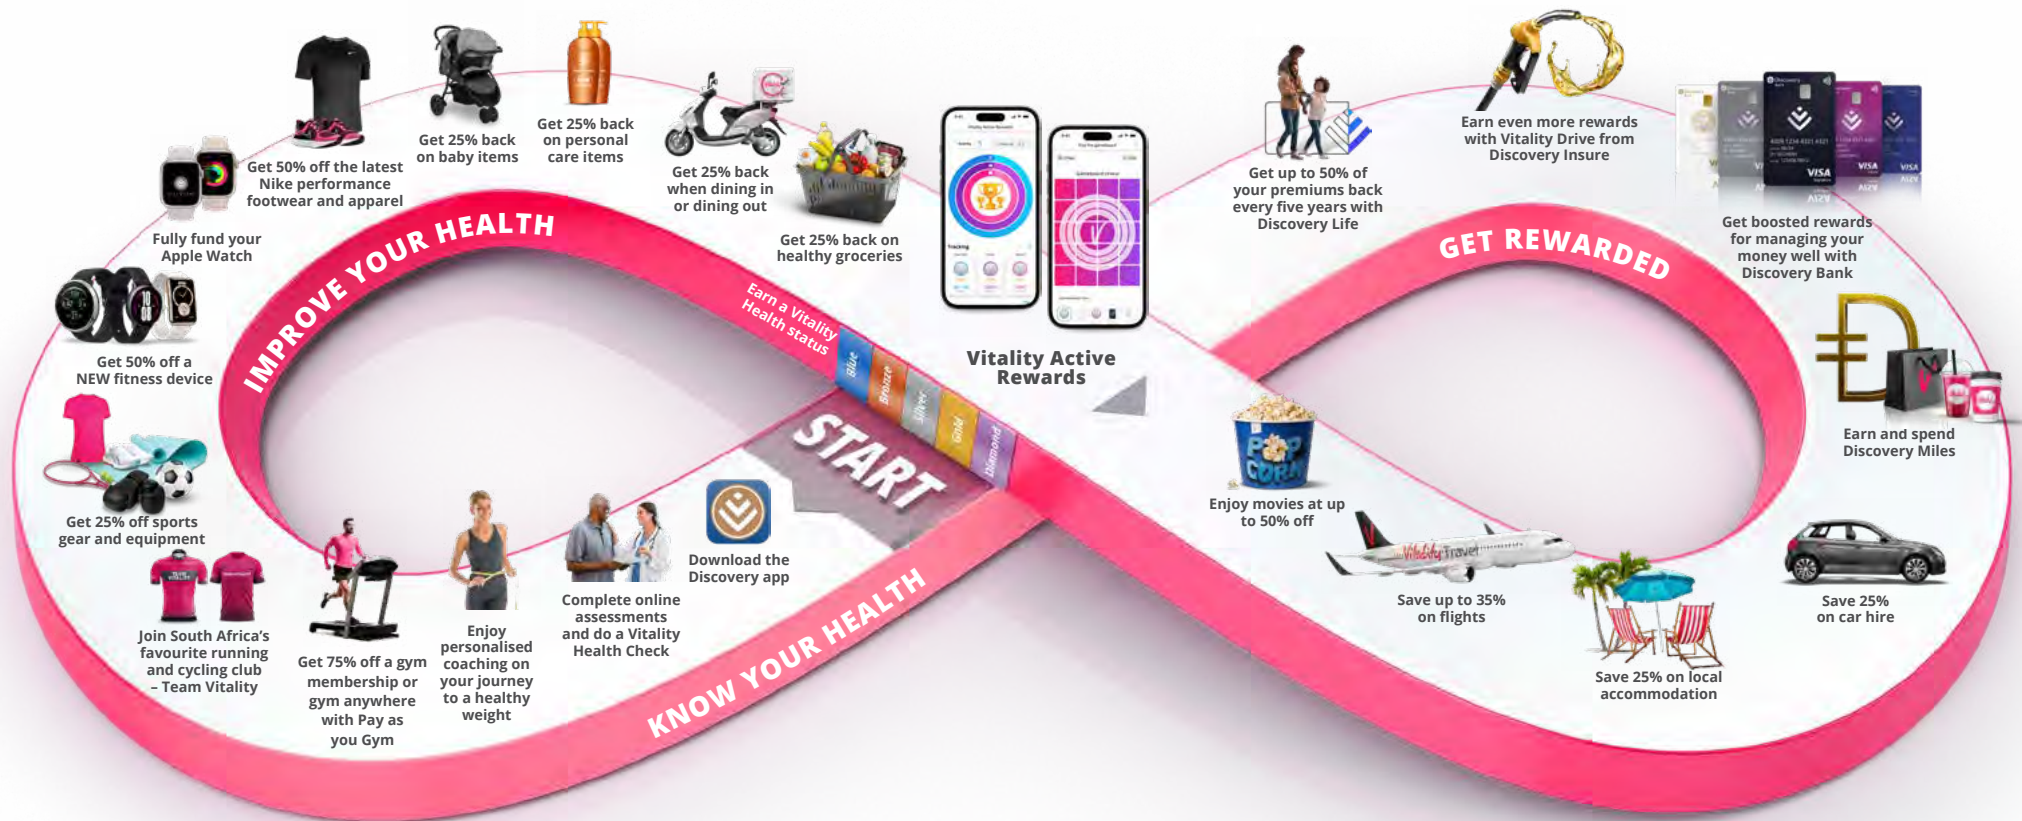 START
KNOW YOUR HEALTH
Download the
Discovery app
Complete online
assessments
and do a Vitality
Health Check
Enjoy
personalised
coaching on
your journey
to a healthy
weight
Get 75% off a gym
membership or
gym anywhere
with Pay as
you Gym
TEAM
VITALITY
Join South Africa’s
favourite running
and cycling club
– Team Vitality
Get 25% off sports
gear and equipment
IMPROVE YOUR HEALTH
Get 50% off a
NEW fitness device
Fully fund your
Apple Watch
Get 50% off the latest
Nike performance
footwear and apparel
Get 25% back
on baby items
Get 25% back
on personal
care items
Get 25% back
when dining in
or dining out
Get 25% back on
healthy groceries
Earn a Vitality
Health status
Blue
Bronze
Silver
Gold
Diamond
Tracking
Vitality Active
Rewards
POP
CORN
Enjoy movies at up
to 50% off
Vitality Travel
Save up to 35%
on flights
Save 25% on local
accommodation
Save 25%
on car hire
Earn and spend
Discovery Miles
GET REWARDED
Discovery
VISA
VISA
VISA
Get boosted rewards
for managing your
money well with
Discovery Bank
Earn even more rewards
with Vitality Drive from
Discovery Insure
Get up to 50% of
your premiums back
every five years with
Discovery Life